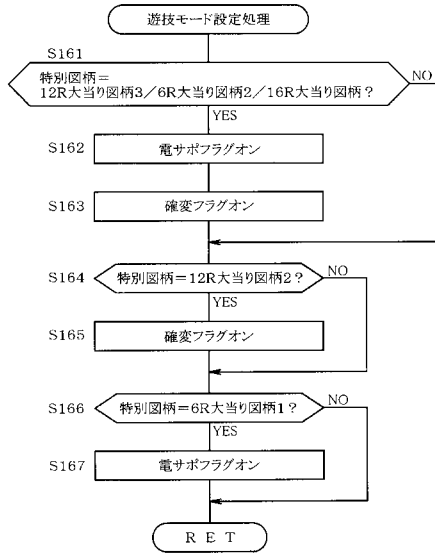 遊技モード設定処理
S161
特別図柄=
12R大当り図柄3／6R大当り図柄2／16R大当り図柄？
NO
YES
S162
電サポフラグオン
S163
確変フラグオン
S164
特別図柄=12R大当り図柄2？
NO
YES
S165
確変フラグオン
S166
特別図柄=6R大当り図柄1？
NO
YES
S167
電サポフラグオン
R E T